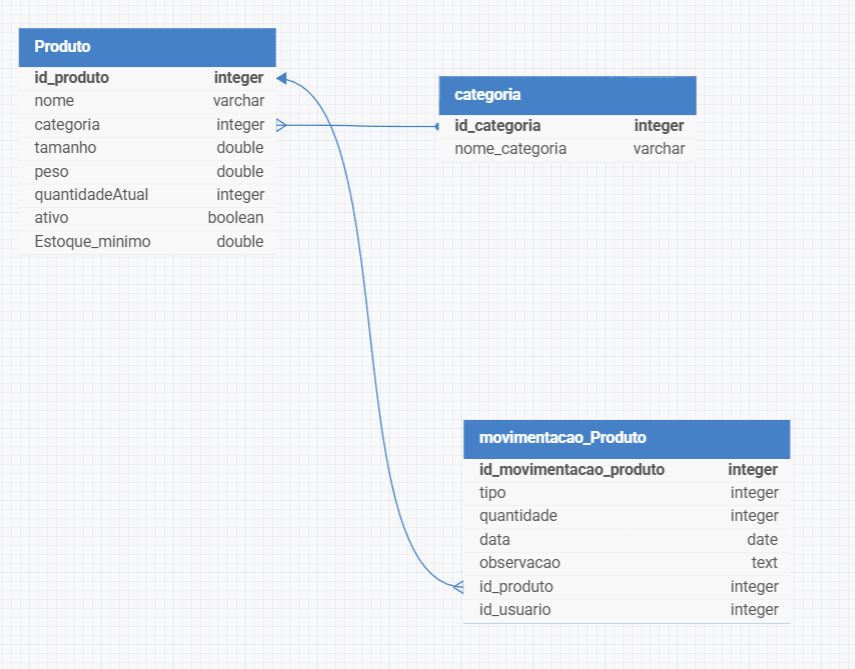 Produto
id_produto integer
nome varchar
categoria integer
tamanho double
peso double
quantidadeAtual integer
ativo boolean
Estoque_minimo double
categoria
id_categoria integer
nome_categoria varchar
movimentacao_Produto
id_movimentacao_produto integer
tipo integer
quantidade integer
data date
observacao text
id_produto integer
id_usuario integer